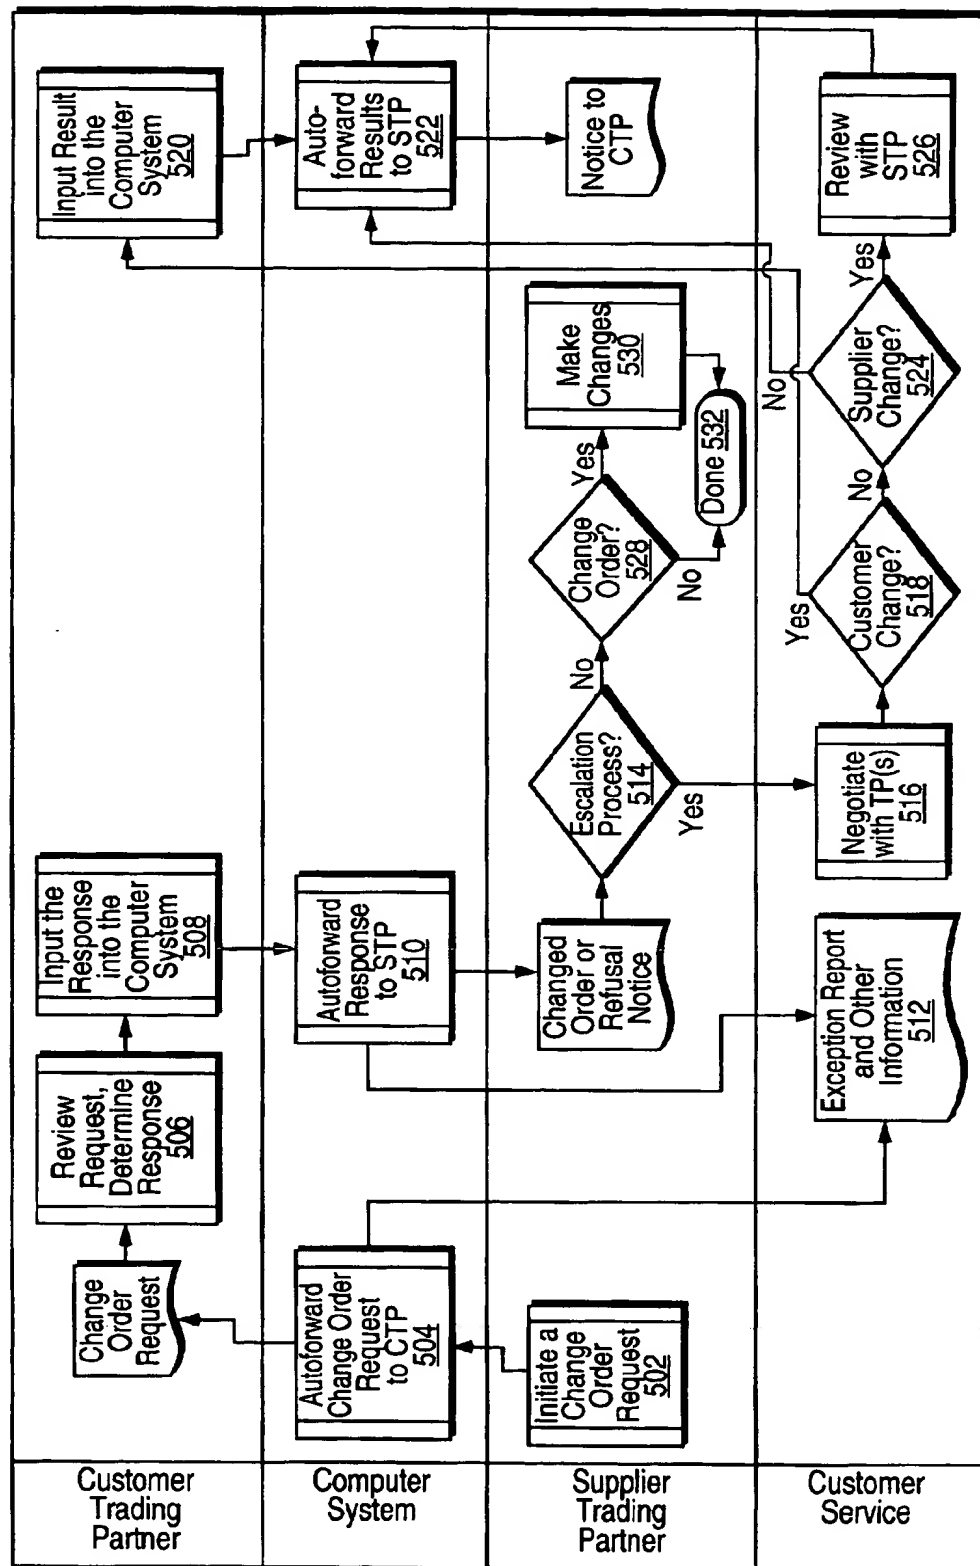 Customer
Trading
Partner
Change
Order
Request
Review
Request,
Determine
Response
506
Input the
Response
into the
Computer
System
508
Input Result
into the
Computer
System
520
Computer
System
Autoforward
Change Order
Request
to CTP
504
Autoforward
Response
to STP
510
Auto-
forward
Results
to STP
522
Supplier
Trading
Partner
Initiate a
Change
Order
Request
502
Changed
Order or
Refusal
Notice
Escalation
Process?
514
No
Yes
Change
Order?
528
Yes
No
Make
Changes
530
Done 532
Notice to
CTP
Customer
Service
Exception Report
and Other
Information
512
Negotiate
with TP(s)
516
Customer
Change?
518
Yes
No
Supplier
Change?
524
No
Yes
Review
with
STP
526